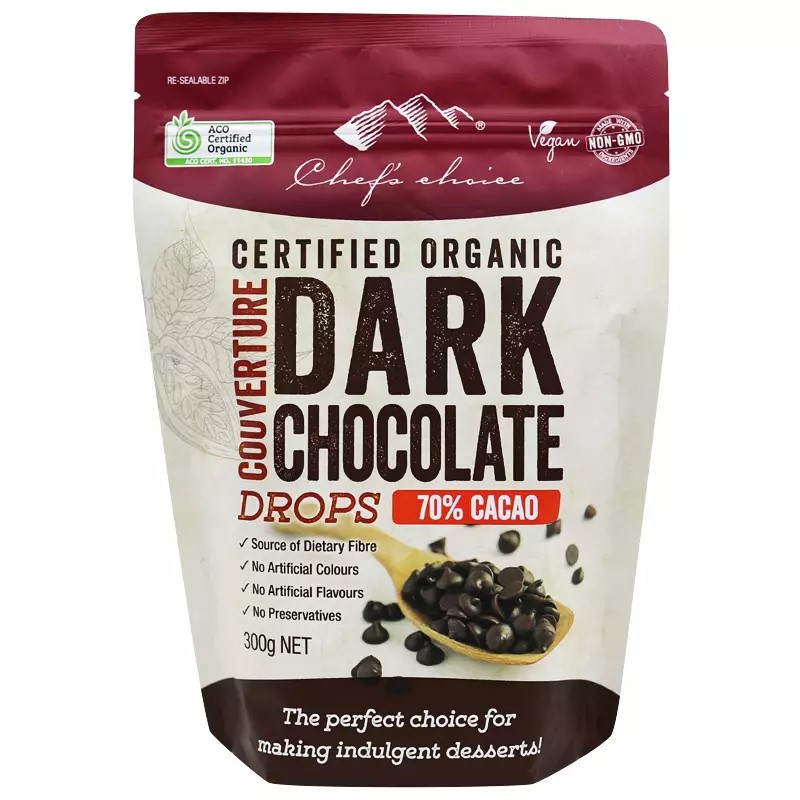 RE-SEALABLE ZIP
ACO
Certified
Organic
ACO CERT. NO. 11430
®
Chef's choice
Vegan
MADE WITH
NON-GMO
INGREDIENTS
CERTIFIED ORGANIC
COUVERTURE
DARK
CHOCOLATE
DROPS 70% CACAO
✓ Source of Dietary Fibre
✓ No Artificial Colours
✓ No Artificial Flavours
✓ No Preservatives
300g NET
The perfect choice for
making indulgent desserts!